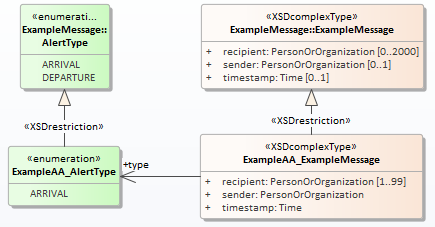 «enumerati...
ExampleMessage::
AlertType
ARRIVAL
DEPARTURE
«XSDcomplexType»
ExampleMessage::ExampleMessage
+ recipient: PersonOrOrganization [0..2000]
+ sender: PersonOrOrganization [0..1]
+ timestamp: Time [0..1]
«XSDrestriction»
«XSDrestriction»
«enumeration»
ExampleAA_AlertType
ARRIVAL
+type
«XSDcomplexType»
ExampleAA_ExampleMessage
+ recipient: PersonOrOrganization [1..99]
+ sender: PersonOrOrganization
+ timestamp: Time